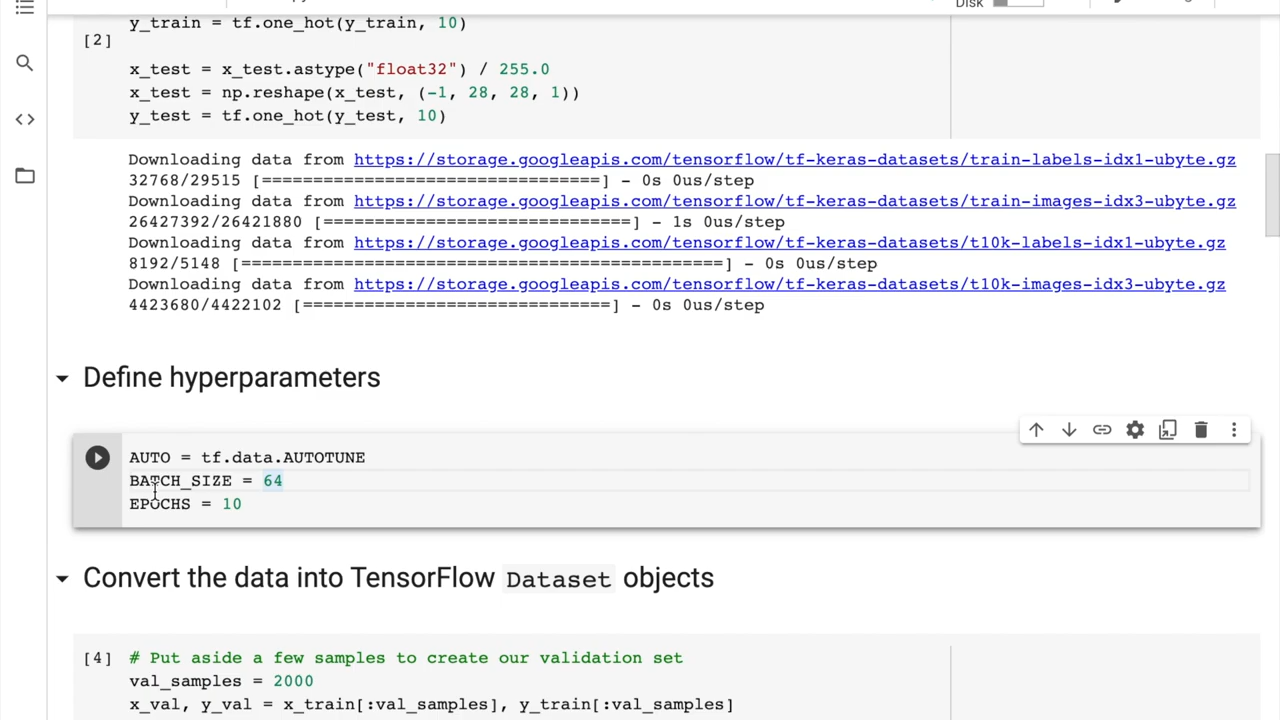 Disk
y_train = tf.one_hot(y_train, 10)
[2]
x_test = x_test.astype("float32") / 255.0
x_test = np.reshape(x_test, (-1, 28, 28, 1))
y_test = tf.one_hot(y_test, 10)
Downloading data from https://storage.googleapis.com/tensorflow/tf-keras-datasets/train-labels-idx1-ubyte.gz
32768/29515 [=================================] - 0s 0us/step
Downloading data from https://storage.googleapis.com/tensorflow/tf-keras-datasets/train-images-idx3-ubyte.gz
26427392/26421880 [==============================] - 1s 0us/step
Downloading data from https://storage.googleapis.com/tensorflow/tf-keras-datasets/t10k-labels-idx1-ubyte.gz
8192/5148 [===============================================] - 0s 0us/step
Downloading data from https://storage.googleapis.com/tensorflow/tf-keras-datasets/t10k-images-idx3-ubyte.gz
4423680/4422102 [==============================] - 0s 0us/step
Define hyperparameters
AUTO = tf.data.AUTOTUNE
BATCH_SIZE = 64
EPOCHS = 10
Convert the data into TensorFlow Dataset objects
[4] # Put aside a few samples to create our validation set
val_samples = 2000
x_val, y_val = x_train[:val_samples], y_train[:val_samples]